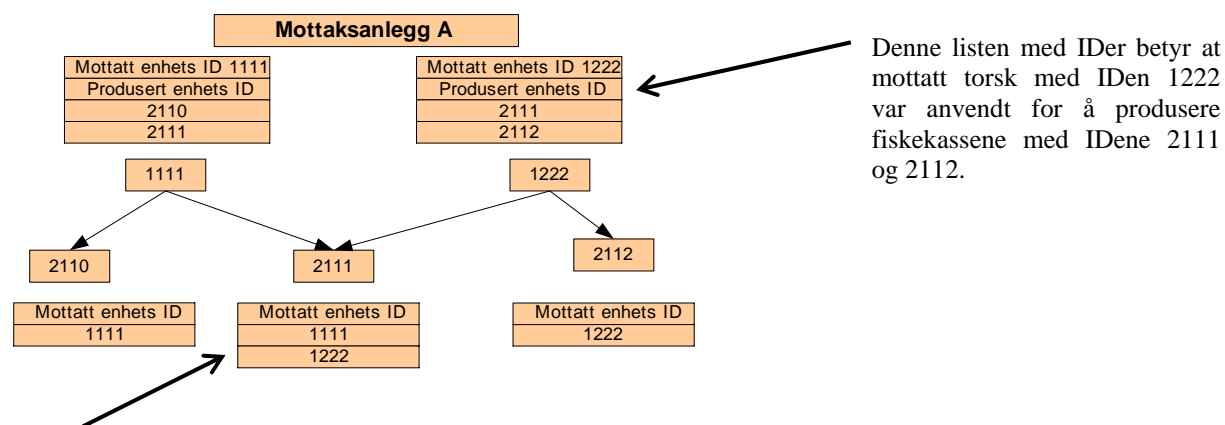 Mottaksanlegg A
Mottatt enhets ID 1111
Produsert enhets ID
2110
2111
Mottatt enhets ID 1222
Produsert enhets ID
2111
2112
Denne listen med IDer betyr at
mottatt torsk med IDen 1222
var anvendt for å produsere
fiskekassene med IDene 2111
og 2112.
1111
1222
2110
2111
2112
Mottatt enhets ID
1111
Mottatt enhets ID
1111
1222
Mottatt enhets ID
1222